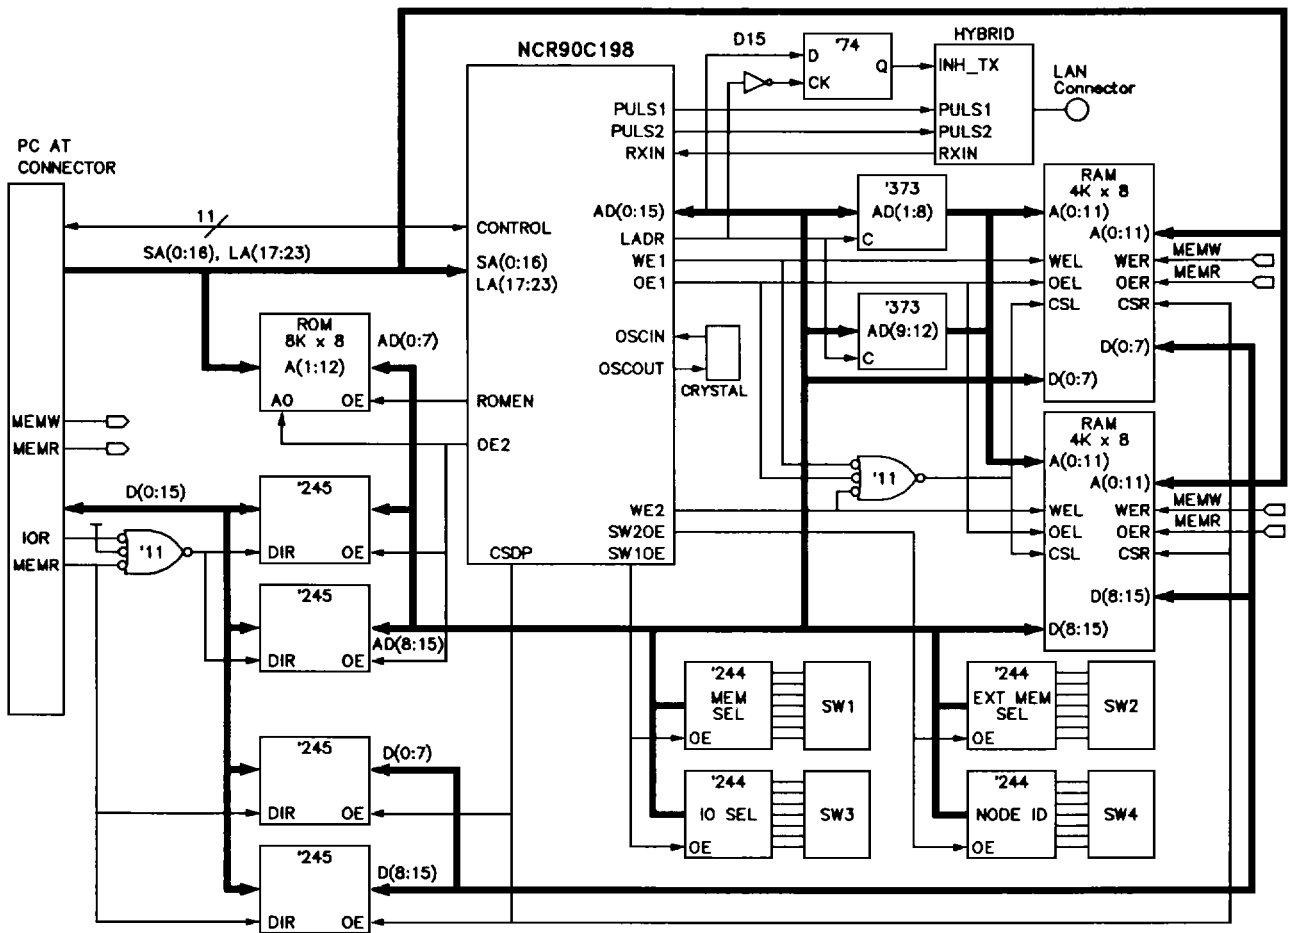 D15
'74
HYBRID
NCR90C198
D
Q
INH_TX
LAN
Connector
CK
PULS1
PULS1
PULS2
PULS2
RXIN
RXIN
PC AT
CONNECTOR
RAM
4K x 8
'373
11
AD(0:15)
AD(1:8)
A(0:11)
CONTROL
A(0:11)
LADR
C
SA(0:16), LA(17:23)
MEMW
WE1
WEL
WER
SA(0:16)
MEMR
LA(17:23)
OE1
OEL
OER
'373
CSL
CSR
ROM
8K x 8
AD(0:7)
AD(9:12)
OSCIN
D(0:7)
A(1:12)
C
OSCOUT
D(0:7)
CRYSTAL
A0
OE
ROMEN
MEMW
RAM
4K x 8
OE2
MEMR
A(0:11)
'11
A(0:11)
D(0:15)
'245
MEMW
WE2
WEL
WER
MEMR
IOR
SW2OE
OEL
OER
'11
DIR
OE
CSDP
SW1OE
CSL
CSR
MEMR
'245
D(8:15)
AD(8:15)
D(8:15)
DIR
OE
'244
MEM
SEL
SW1
'244
EXT MEM
SEL
SW2
OE
OE
'245
D(0:7)
'244
'244
DIR
OE
IO SEL
SW3
NODE ID
SW4
OE
OE
'245
D(8:15)
DIR
OE